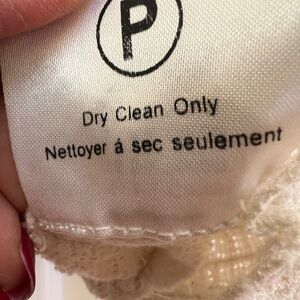 P
Dry Clean Only
Nettoyer á sec seulement